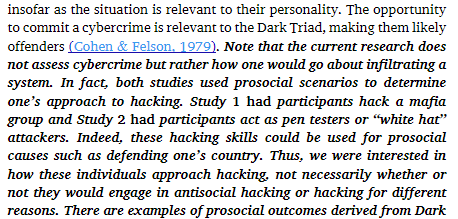 insofar as the situation is relevant to their personality. The opportunity
to commit a cybercrime is relevant to the Dark Triad, making them likely
offenders (Cohen & Felson, 1979). Note that the current research does
not assess cybercrime but rather how one would go about infiltrating a
system. In fact, both studies used prosocial scenarios to determine
one's approach to hacking. Study 1 had participants hack a mafia
group and Study 2 had participants act as pen testers or “white hat”
attackers. Indeed, these hacking skills could be used for prosocial
causes such as defending one's country. Thus, we were interested in
how these individuals approach hacking, not necessarily whether or
not they would engage in antisocial hacking or hacking for different
reasons. There are examples of prosocial outcomes derived from Dark